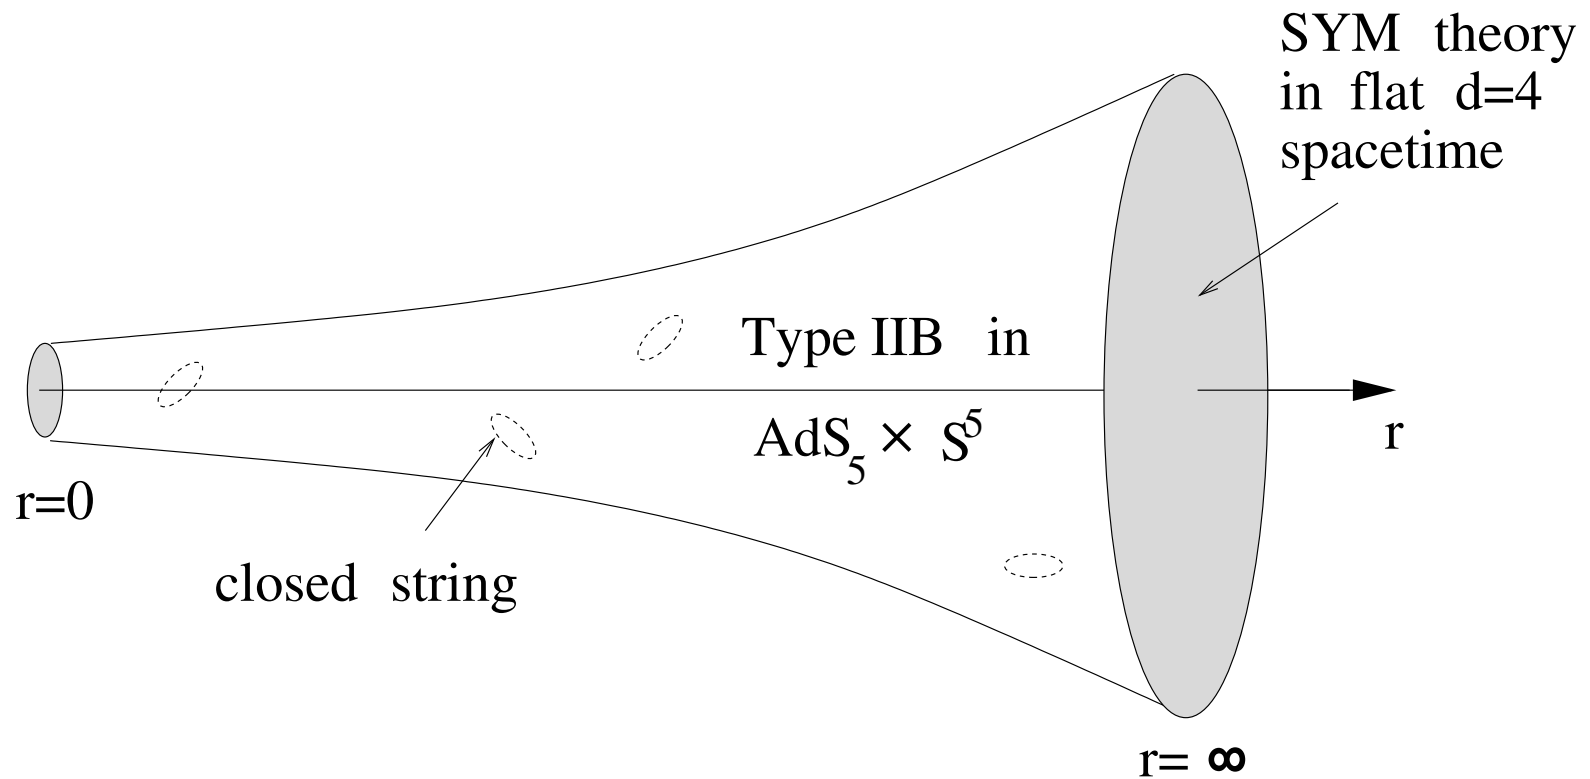 SYM theory
in flat d=4
spacetime
Type IIB in
AdS₅ × S⁵
r
r=0
closed string
r= ∞